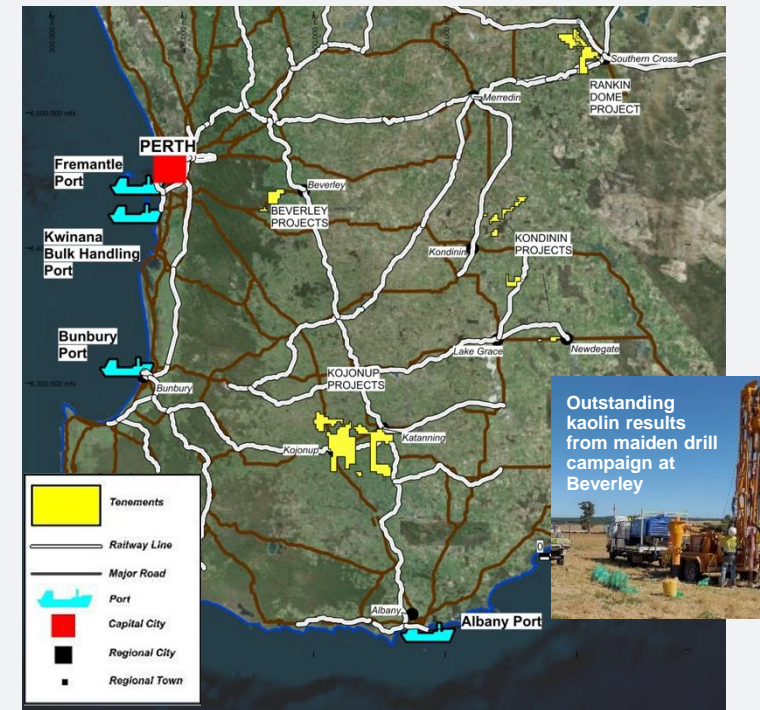 Southern Cross
RANKIN
DOME
PROJECT
Merredin
PERTH
Fremantle
Port
Beverley
BEVERLEY
PROJECTS
Kwinana
Bulk Handling
Port
KONDININ
PROJECTS
Kondinin
Bunbury
Port
Lake Grace
Newdegate
KOJONUP
PROJECTS
Bunbury
Outstanding
kaolin results
from maiden drill
campaign at
Beverley
Katanning
Kojonup
Tenements
Railway Line
Major Road
Port
Capital City
Regional City
Regional Town
0
Albany
Albany Port